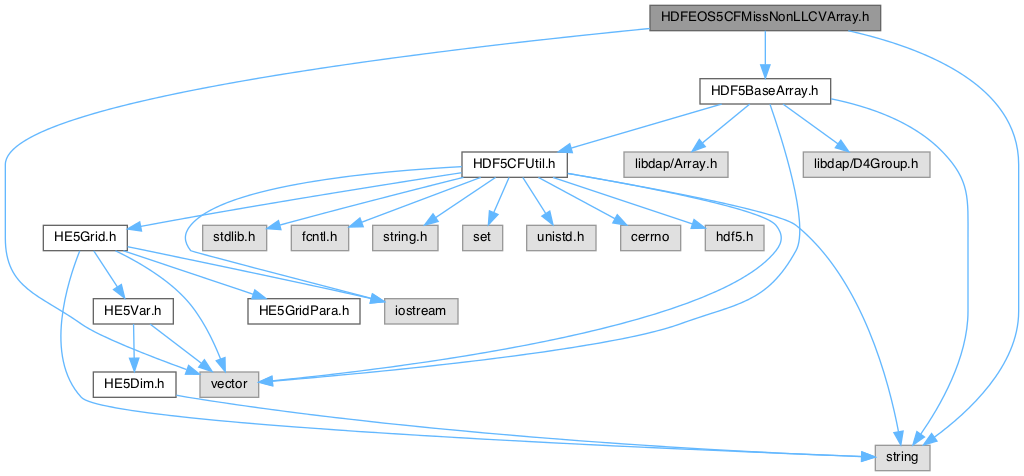 HDFEOS5CFMissNonLLCVArray.h
HDF5BaseArray.h
HDF5CFUtil.h
libdap/Array.h
libdap/D4Group.h
HE5Grid.h
stdlib.h
fcntl.h
string.h
set
unistd.h
cerrno
hdf5.h
HE5Var.h
HE5GridPara.h
iostream
HE5Dim.h
vector
string